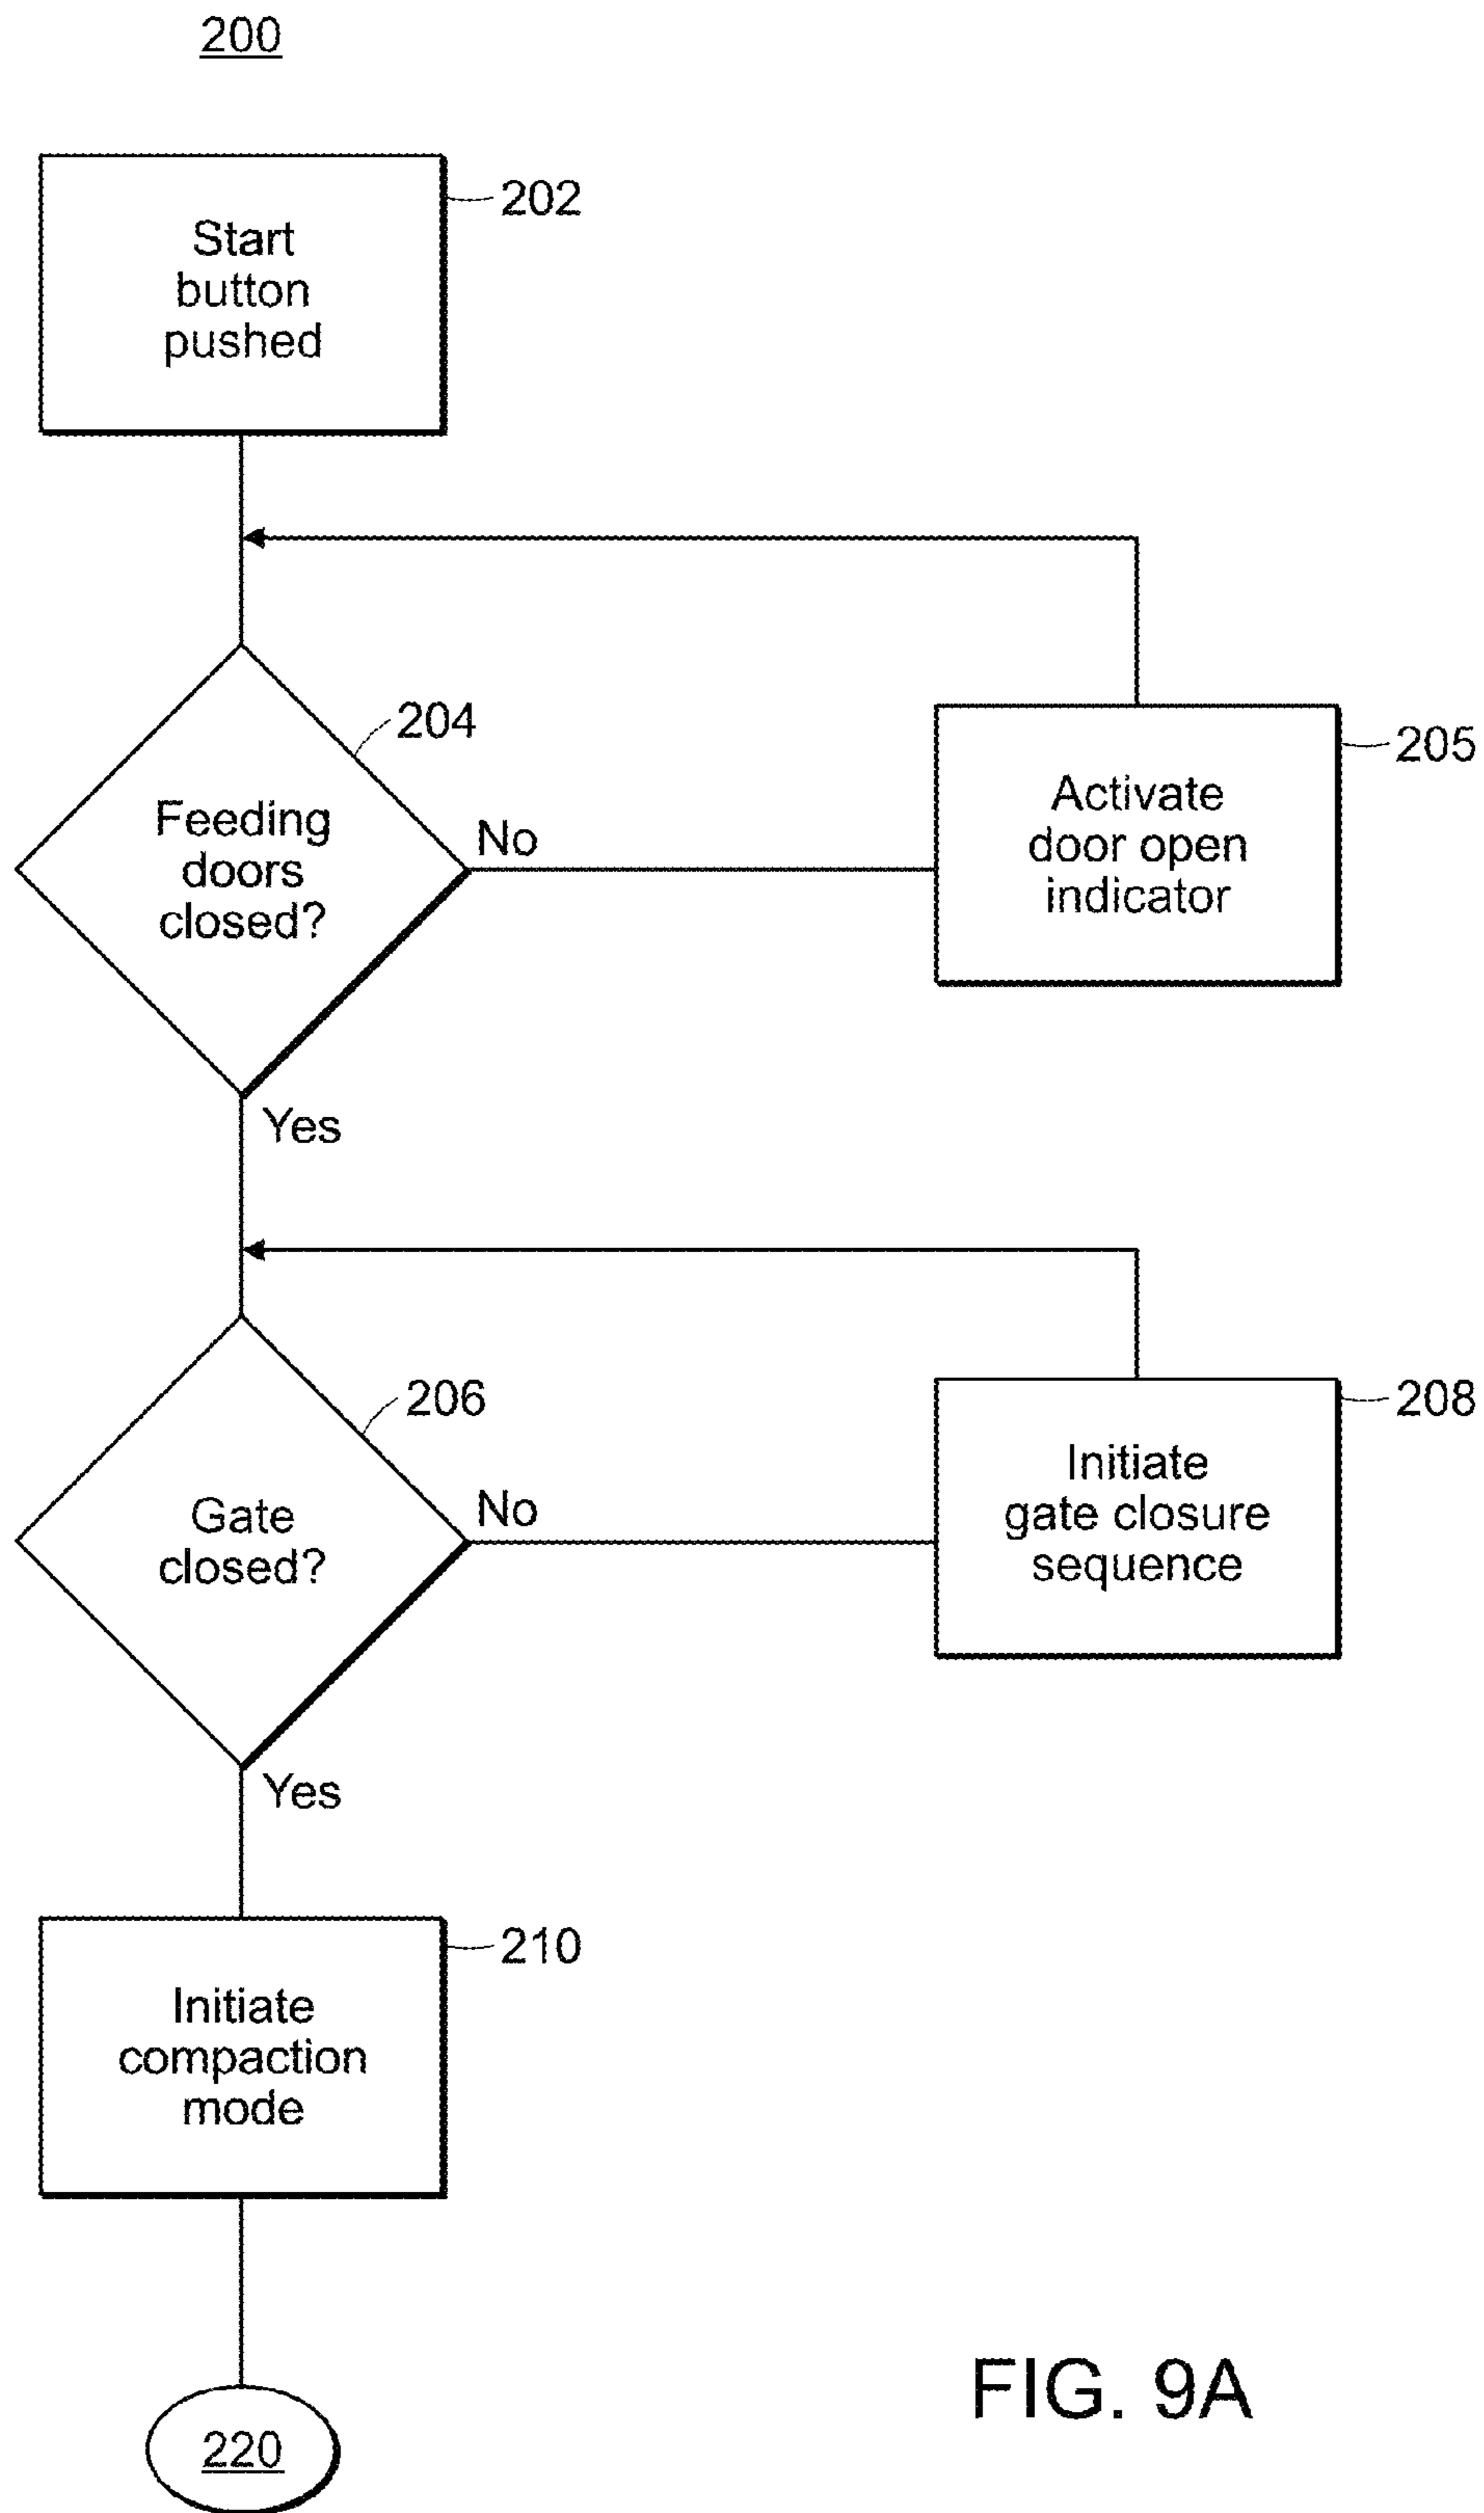 200
Start
button
pushed
202
204
Feeding
doors
closed?
No
Activate
door open
indicator
205
Yes
206
Gate
closed?
No
Initiate
gate closure
sequence
208
Yes
Initiate
compaction
mode
210
220
FIG. 9A